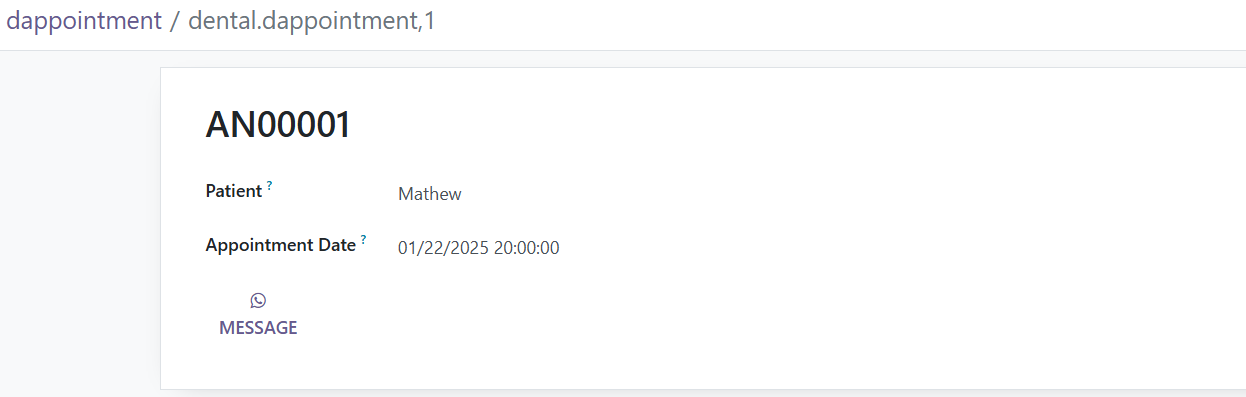 dappointment / dental.dappointment,1
AN00001
Patient ? Mathew
Appointment Date ? 01/22/2025 20:00:00
MESSAGE